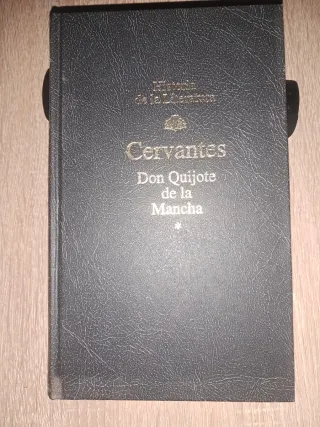 Historia
de la Literatura
Cervantes
Don Quijote
de la
Mancha
*